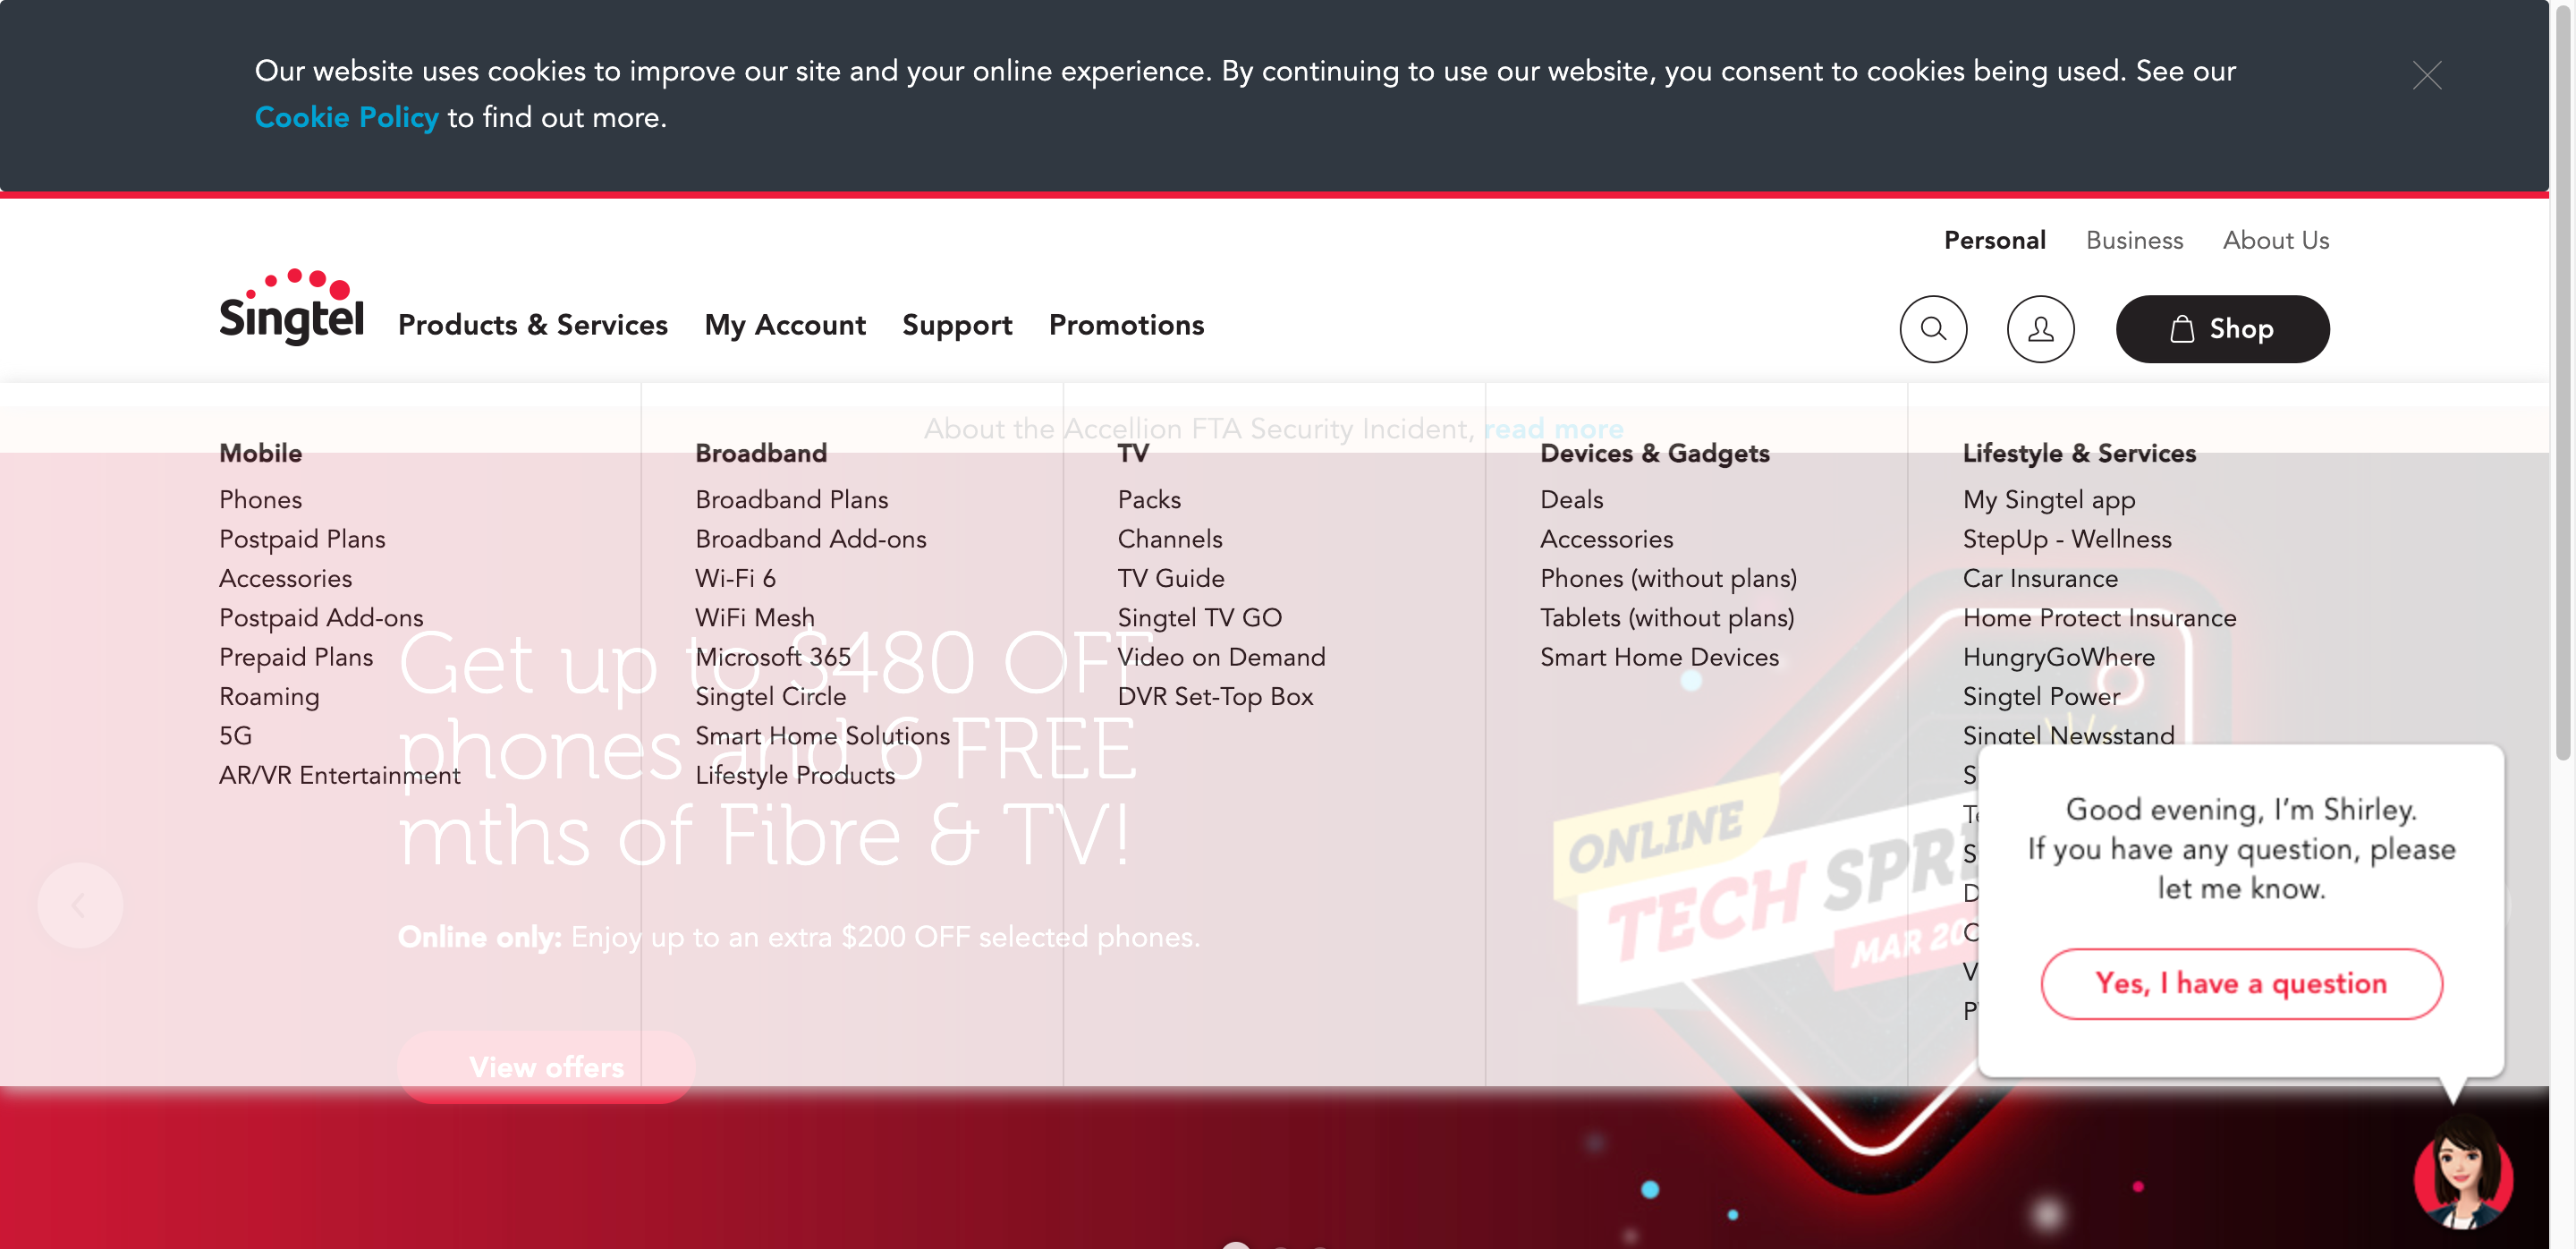 Our website uses cookies to improve our site and your online experience. By continuing to use our website, you consent to cookies being used. See our
Cookie Policy to find out more.
Personal Business About Us
Singtel Products & Services My Account Support Promotions Shop
About the Accellion FTA Security Incident, read more
Mobile
Phones
Postpaid Plans
Accessories
Postpaid Add-ons
Prepaid Plans
Roaming
5G
AR/VR Entertainment
Broadband
Broadband Plans
Broadband Add-ons
Wi-Fi 6
WiFi Mesh
Microsoft 365
Singtel Circle
Smart Home Solutions
Lifestyle Products
TV
Packs
Channels
TV Guide
Singtel TV GO
Video on Demand
DVR Set-Top Box
Devices & Gadgets
Deals
Accessories
Phones (without plans)
Tablets (without plans)
Smart Home Devices
Lifestyle & Services
My Singtel app
StepUp - Wellness
Car Insurance
Home Protect Insurance
HungryGoWhere
Singtel Power
Singtel Newsstand
Get up to $480 OFF
phones and 6 FREE
mths of Fibre & TV!
Online only: Enjoy up to an extra $200 OFF selected phones.
View offers
ONLINE
TECH SPR
MAR 20
Good evening, I'm Shirley.
If you have any question, please
let me know.
Yes, I have a question